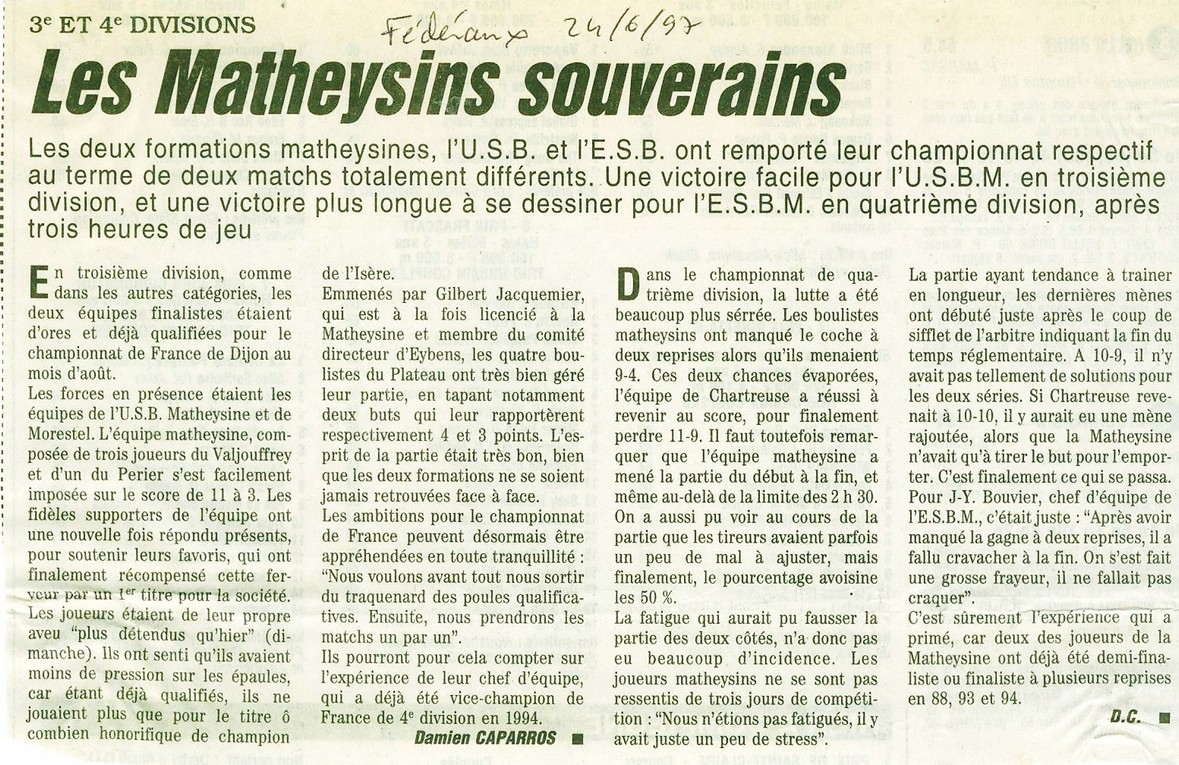 3e ET 4e DIVISIONS
Fédéraux 24/6/97
Les Matheysins souverains
Les deux formations matheysines, l'U.S.B. et l'E.S.B. ont remporté leur championnat respectif
au terme de deux matchs totalement différents. Une victoire facile pour l'U.S.B.M. en troisième
division, et une victoire plus longue à se dessiner pour l'E.S.B.M. en quatrième division, après
trois heures de jeu
En troisième division, comme
dans les autres catégories, les
deux équipes finalistes étaient
d'ores et déjà qualifiées pour le
championnat de France de Dijon au
mois d'août.
Les forces en présence étaient les
équipes de l'U.S.B. Matheysine et de
Morestel. L'équipe matheysine, com-
posée de trois joueurs du Valjouffrey
et d'un du Perier s'est facilement
imposée sur le score de 11 à 3. Les
fidèles supporters de l'équipe ont
une nouvelle fois répondu présents,
pour soutenir leurs favoris, qui ont
finalement récompensé cette fer-
veur par un 1er titre pour la société.
Les joueurs étaient de leur propre
aveu "plus détendus qu'hier" (di-
manche). Ils ont senti qu'ils avaient
moins de pression sur les épaules,
car étant déjà qualifiés, ils ne
jouaient plus que pour le titre ô
combien honorifique de champion
de l'Isère.
Emmenés par Gilbert Jacquemier,
qui est à la fois licencié à la
Matheysine et membre du comité
directeur d'Eybens, les quatre bou-
listes du Plateau ont très bien géré
leur partie, en tapant notamment
deux buts qui leur rapportèrent
respectivement 4 et 3 points. L'es-
prit de la partie était très bon, bien
que les deux formations ne se soient
jamais retrouvées face à face.
Les ambitions pour le championnat
de France peuvent désormais être
appréhendées en toute tranquillité :
"Nous voulons avant tout nous sortir
du traquenard des poules qualifica-
tives. Ensuite, nous prendrons les
matchs un par un".
Ils pourront pour cela compter sur
l'expérience de leur chef d'équipe,
qui a déjà été vice-champion de
France de 4e division en 1994.
Damien CAPARROS ■
Dans le championnat de qua-
trième division, la lutte a été
beaucoup plus sérrée. Les boulistes
matheysins ont manqué le coche à
deux reprises alors qu'ils menaient
9-4. Ces deux chances évaporées,
l'équipe de Chartreuse a réussi à
revenir au score, pour finalement
perdre 11-9. Il faut toutefois remar-
quer que l'équipe matheysine a
mené la partie du début à la fin, et
même au-delà de la limite des 2 h 30.
On a aussi pu voir au cours de la
partie que les tireurs avaient parfois
un peu de mal à ajuster, mais
finalement, le pourcentage avoisine
les 50 %.
La fatigue qui aurait pu fausser la
partie des deux côtés, n'a donc pas
eu beaucoup d'incidence. Les
joueurs matheysins ne se sont pas
ressentis de trois jours de compéti-
tion : "Nous n'étions pas fatigués, il y
avait juste un peu de stress".
La partie ayant tendance à trainer
en longueur, les dernières mènes
ont débuté juste après le coup de
sifflet de l'arbitre indiquant la fin du
temps réglementaire. A 10-9, il n'y
avait pas tellement de solutions pour
les deux séries. Si Chartreuse reve-
nait à 10-10, il y aurait eu une mène
rajoutée, alors que la Matheysine
n'avait qu'à tirer le but pour l'empor-
ter. C'est finalement ce qui se passa.
Pour J-Y. Bouvier, chef d'équipe de
l'E.S.B.M., c'était juste : "Après avoir
manqué la gagne à deux reprises, il a
fallu cravacher à la fin. On s'est fait
une grosse frayeur, il ne fallait pas
craquer".
C'est sûrement l'expérience qui a
primé, car deux des joueurs de la
Matheysine ont déjà été demi-fina-
liste ou finaliste à plusieurs reprises
en 88, 93 et 94.
D.C. ■